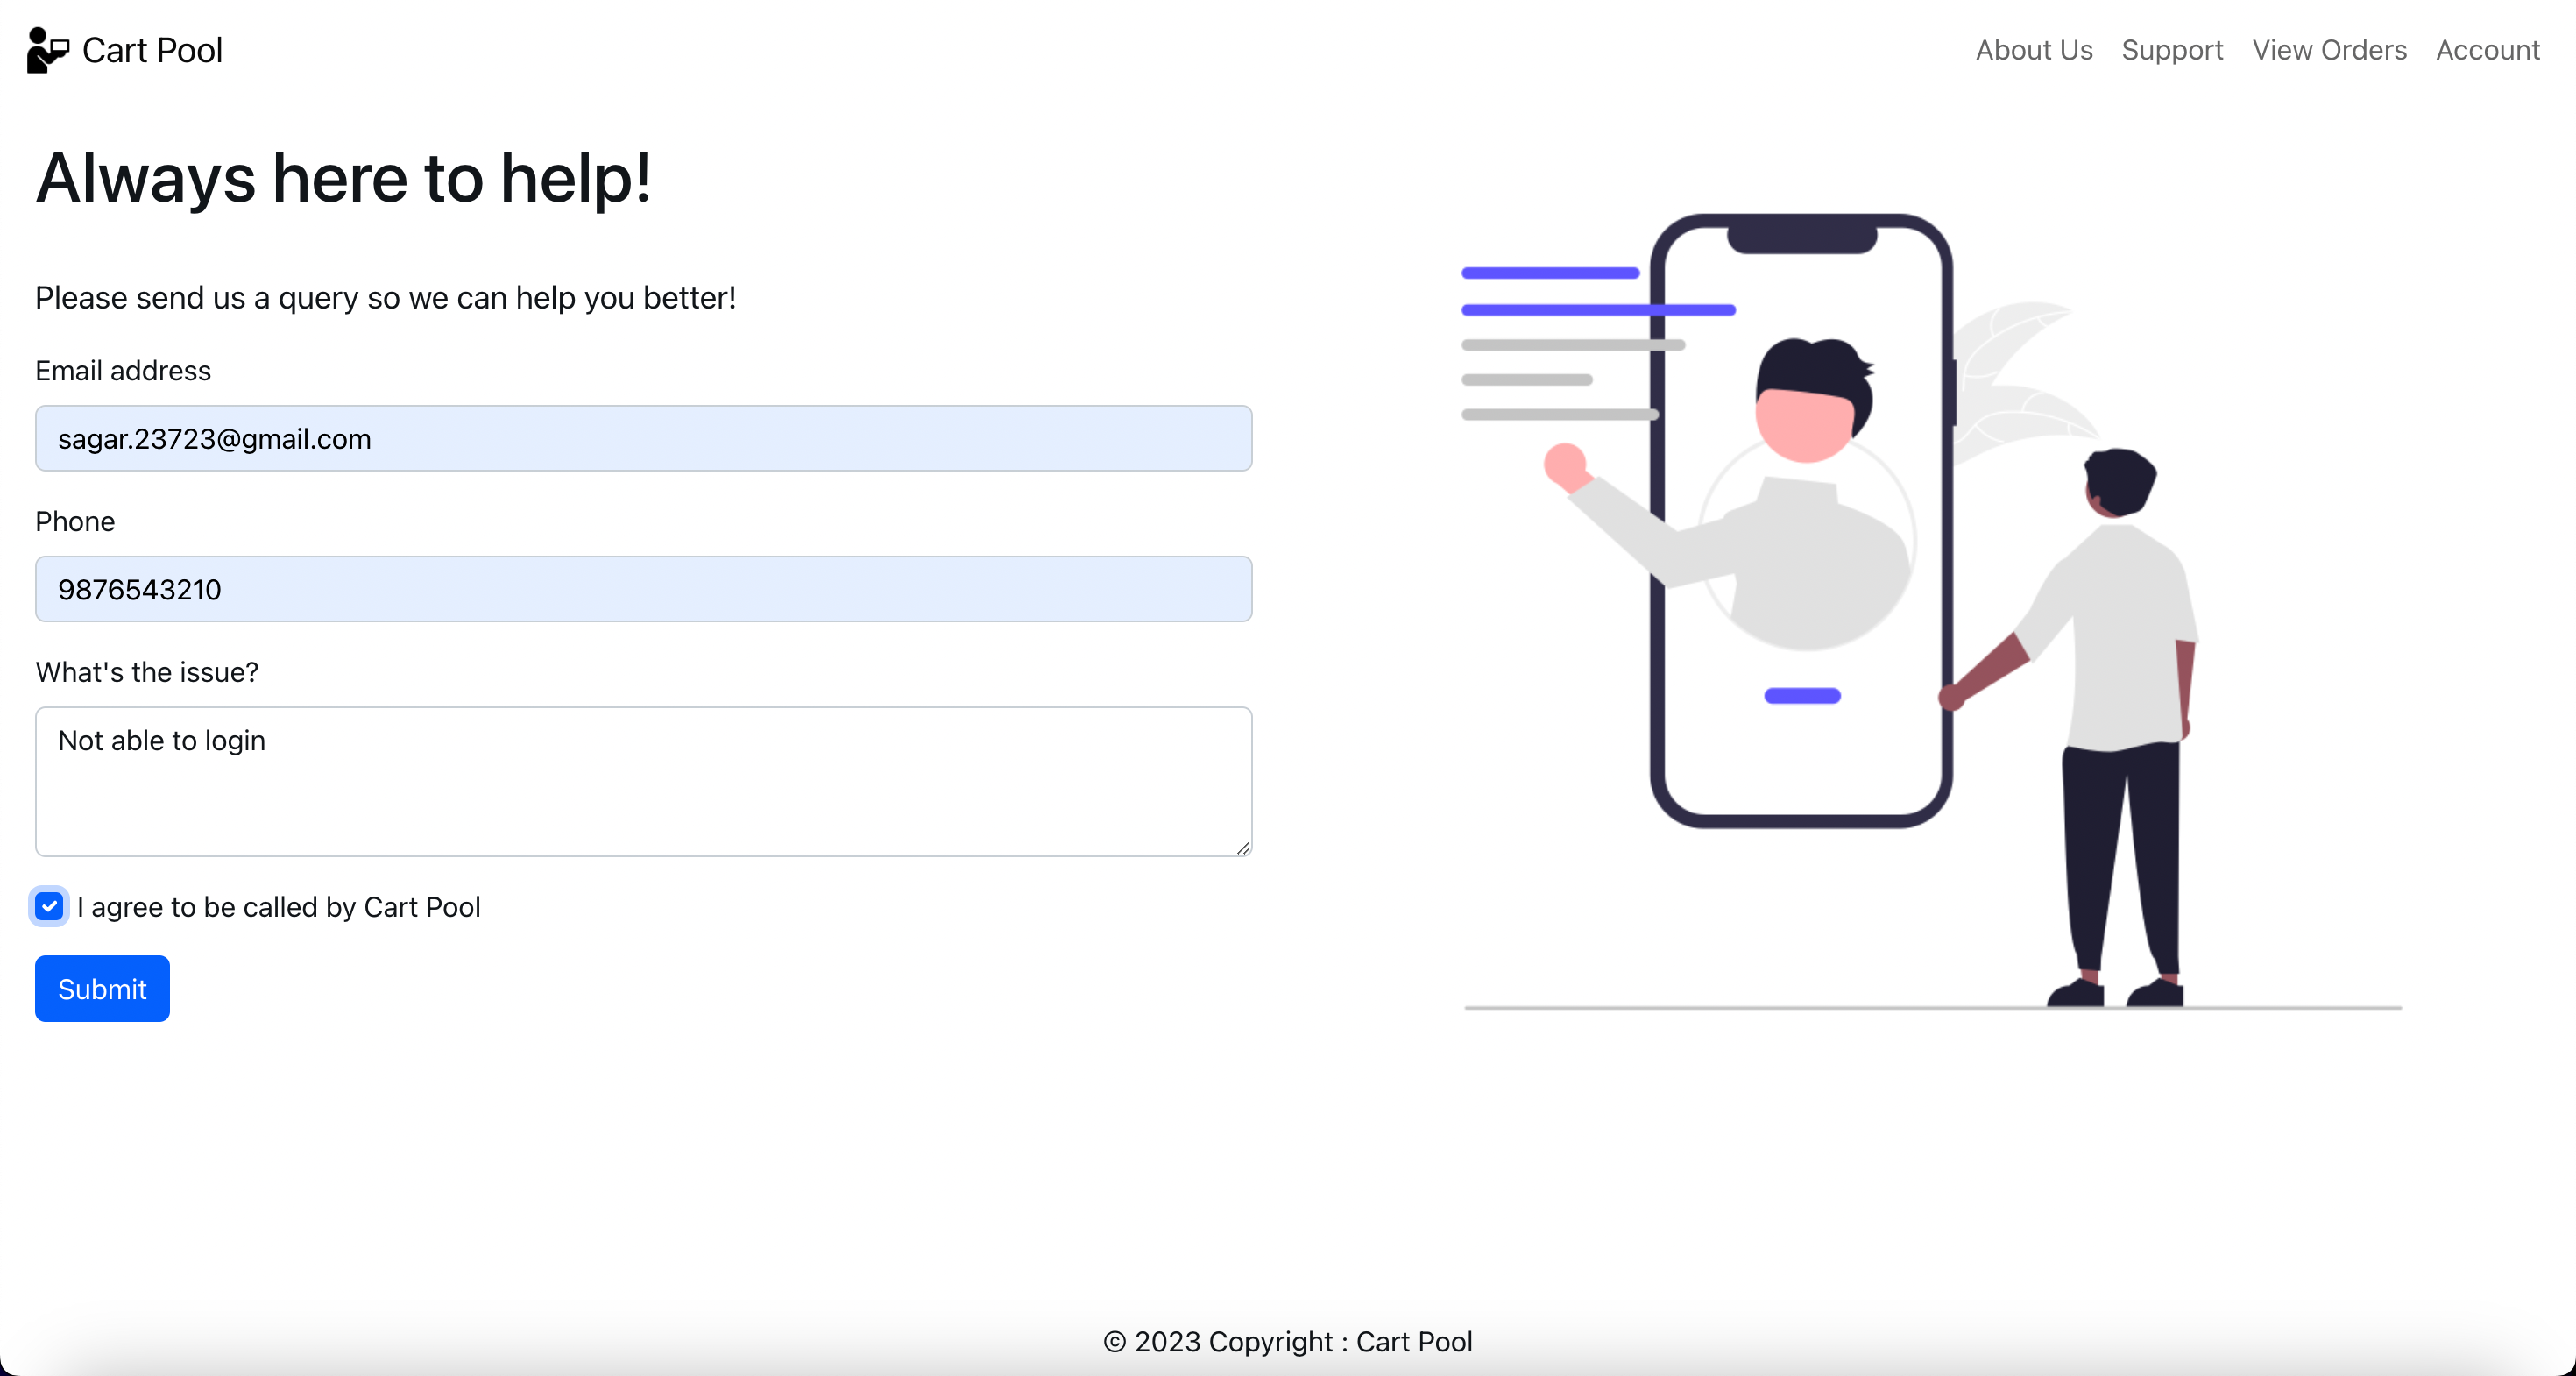 Cart Pool
About Us Support View Orders Account
Always here to help!
Please send us a query so we can help you better!
Email address
sagar.23723@gmail.com
Phone
9876543210
What's the issue?
Not able to login
I agree to be called by Cart Pool
Submit
© 2023 Copyright : Cart Pool